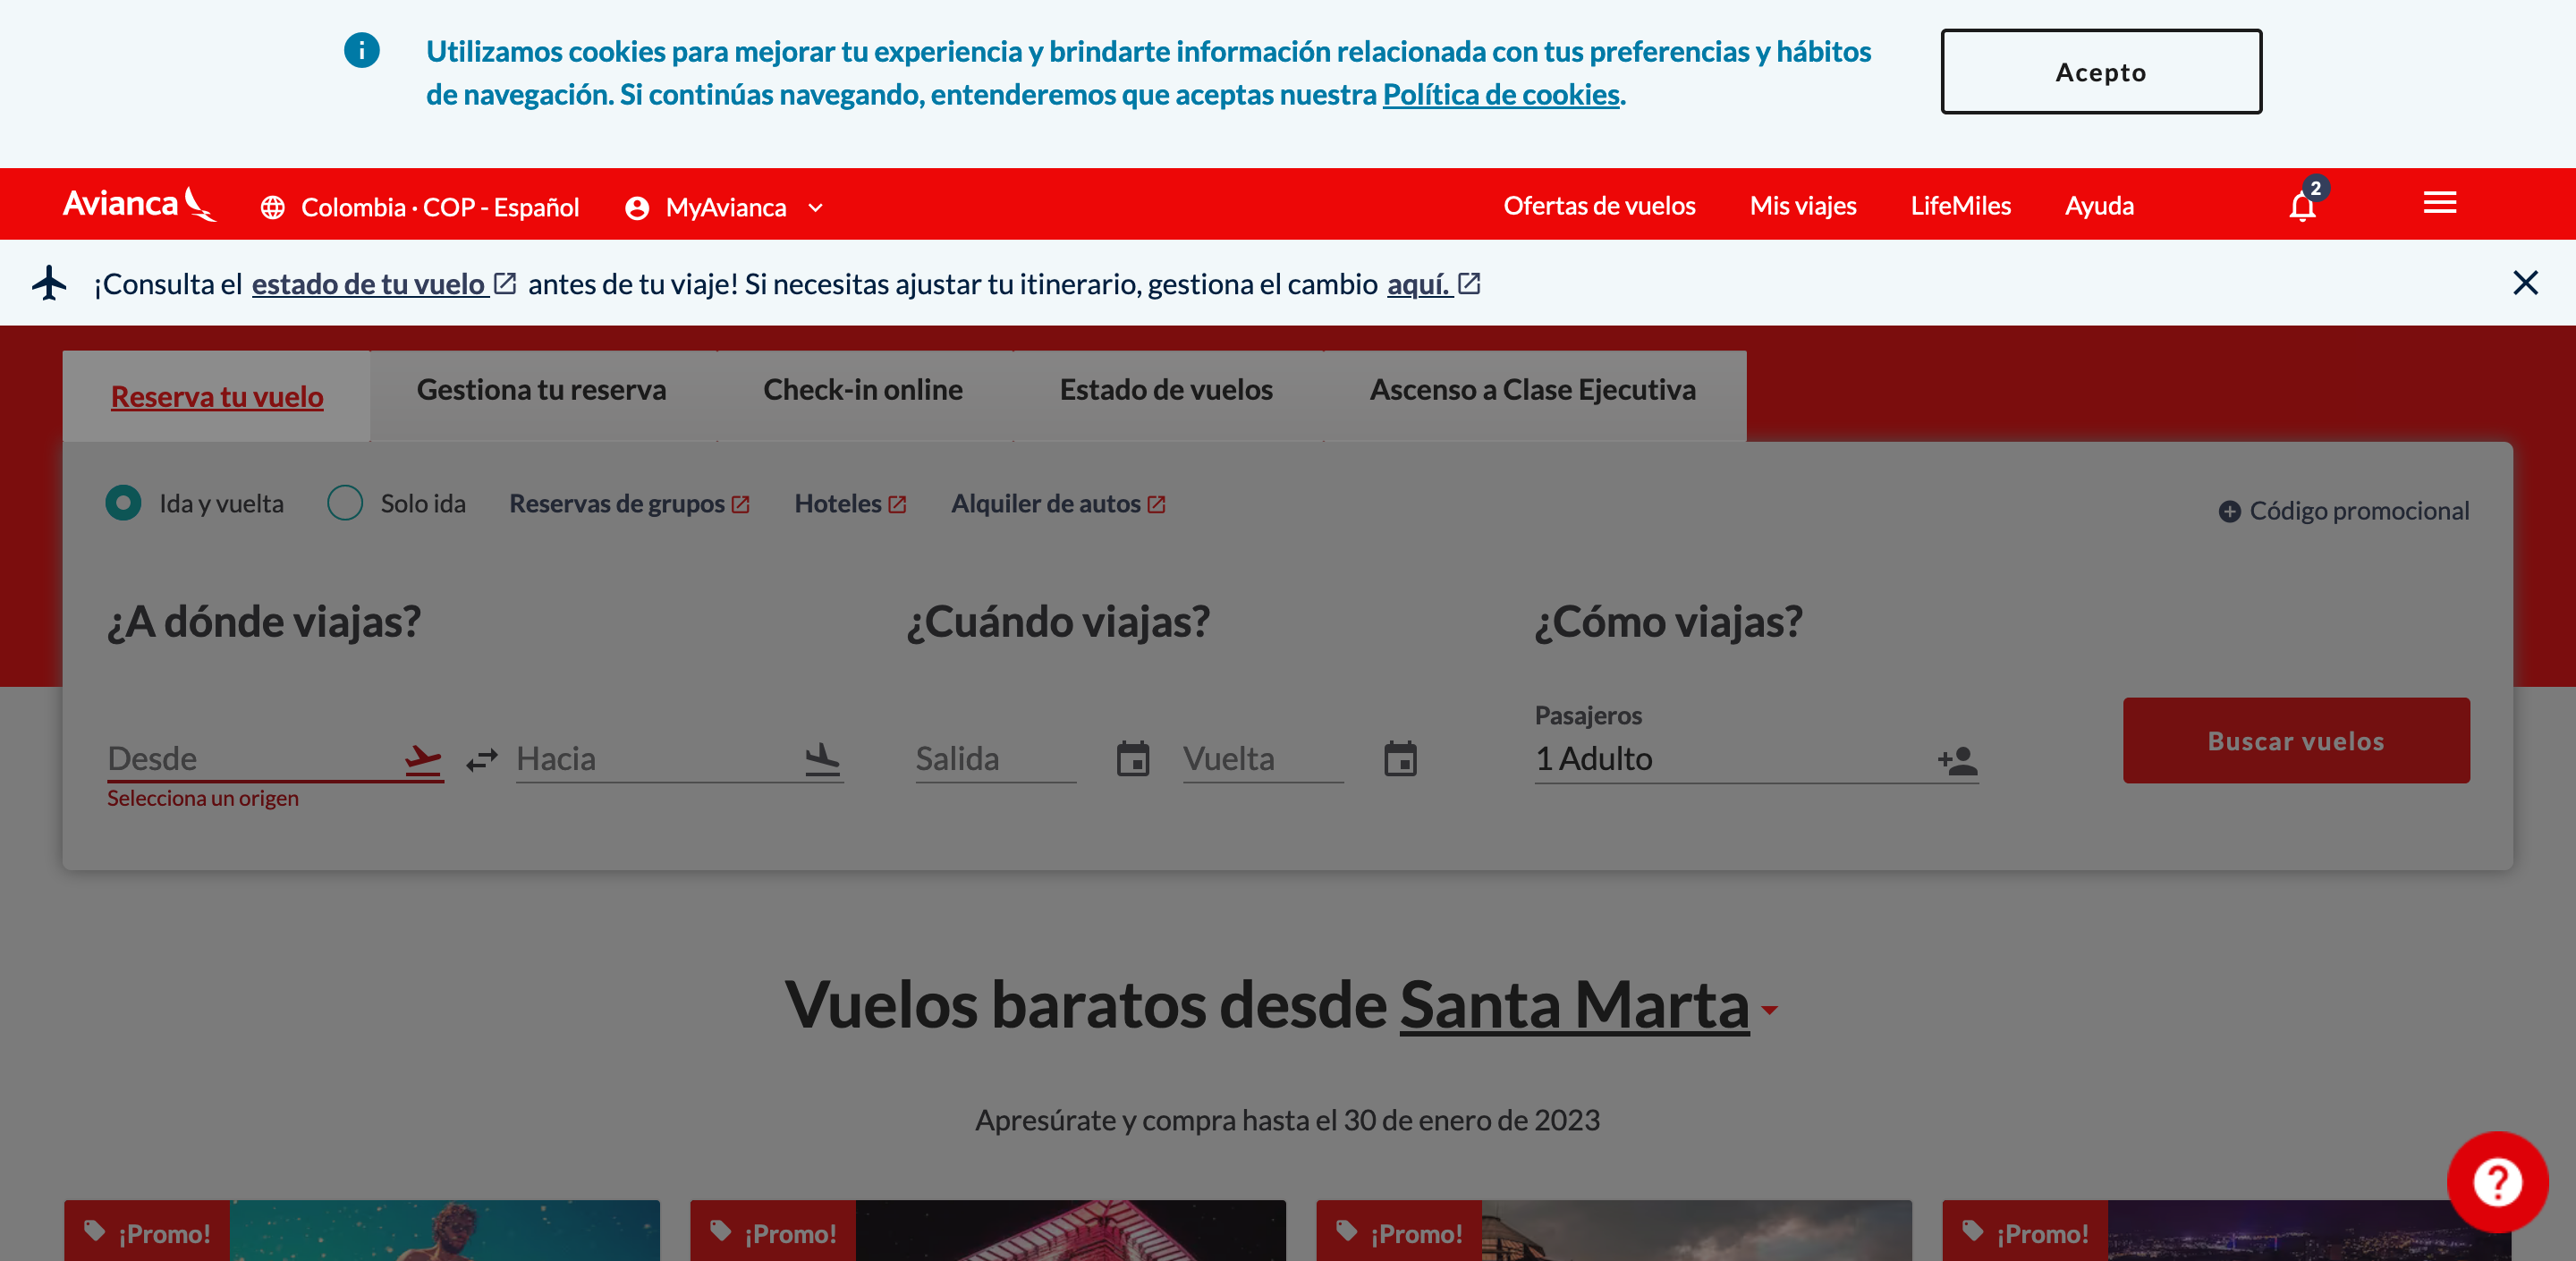 Utilizamos cookies para mejorar tu experiencia y brindarte información relacionada con tus preferencias y hábitos
de navegación. Si continúas navegando, entenderemos que aceptas nuestra Política de cookies.
Acepto
Avianca
Colombia · COP - Español
MyAvianca
Ofertas de vuelos
Mis viajes
LifeMiles
Ayuda
2
¡Consulta el estado de tu vuelo antes de tu viaje! Si necesitas ajustar tu itinerario, gestiona el cambio aquí.
Reserva tu vuelo
Gestiona tu reserva
Check-in online
Estado de vuelos
Ascenso a Clase Ejecutiva
Ida y vuelta
Solo ida
Reservas de grupos
Hoteles
Alquiler de autos
Código promocional
¿A dónde viajas?
¿Cuándo viajas?
¿Cómo viajas?
Pasajeros
Desde
Hacia
Salida
Vuelta
1 Adulto
Buscar vuelos
Selecciona un origen
Vuelos baratos desde Santa Marta
Apresúrate y compra hasta el 30 de enero de 2023
¡Promo!
¡Promo!
¡Promo!
¡Promo!